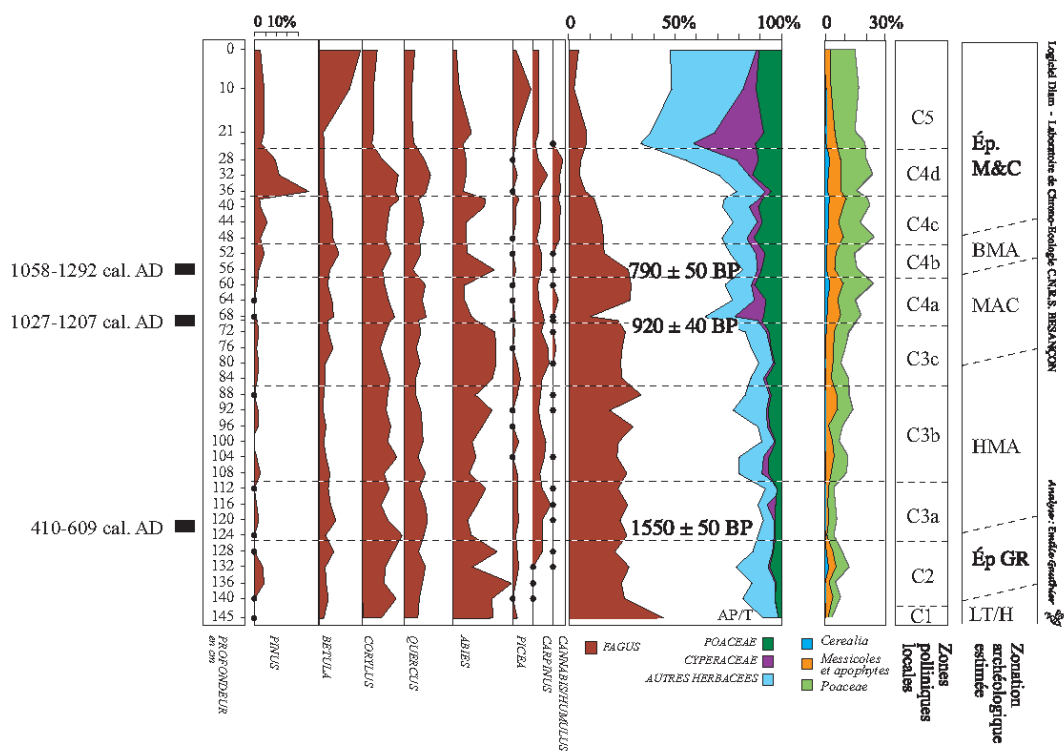 0 10%
0 50% 100%
0 30%
0
10
21
28
32
36
40
44
48
52
56
60
64
68
72
76
80
84
88
92
96
100
104
108
112
116
120
124
128
132
136
140
145
1058-1292 cal. AD
1027-1207 cal. AD
410-609 cal. AD
790 ± 50 BP
920 ± 40 BP
1550 ± 50 BP
AP/T
C5
C4d
C4c
C4b
C4a
C3c
C3b
C3a
C2
C1
Ép.
M&C
BMA
MAC
HMA
Ép GR
LT/H
Logiciel Diam - Laboratoire de Chrono-Ecologie C.N.R.S. BESANÇON
Analyse : Emilie Gauthier
PROFONDEUR
en cm
PINUS
BETULA
CORYLUS
QUERCUS
ABIES
PICEA
CARPINUS
CANNABIS/HUMULUS
FAGUS
POACEAE
CYPERACEAE
AUTRES HERBACEES
Cerealia
Messicoles
et apophytes
Poaceae
Zones
polliniques
locales
Zonation
archéologique
estimée